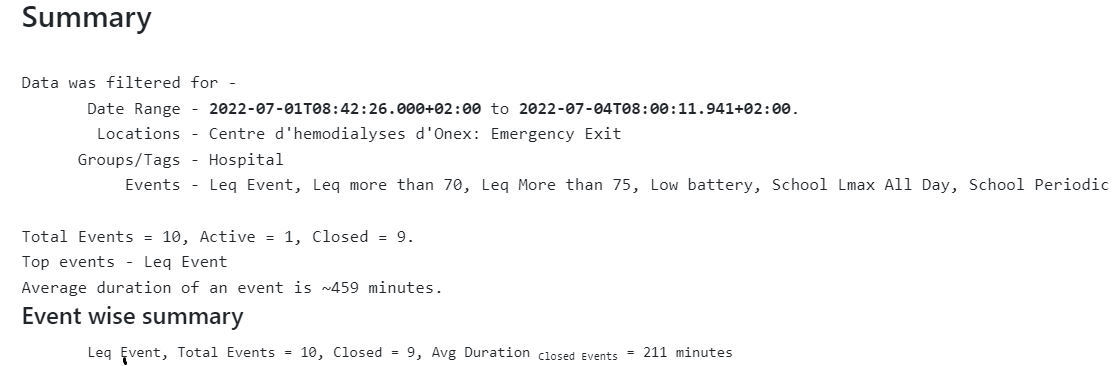 Summary
Data was filtered for -
Date Range - 2022-07-01T08:42:26.000+02:00 to 2022-07-04T08:00:11.941+02:00.
Locations - Centre d'hemodialyses d'Onex: Emergency Exit
Groups/Tags - Hospital
Events - Leq Event, Leq more than 70, Leq More than 75, Low battery, School Lmax All Day, School Periodic
Total Events = 10, Active = 1, Closed = 9.
Top events - Leq Event
Average duration of an event is ~459 minutes.
Event wise summary
Leq Event, Total Events = 10, Closed = 9, Avg Duration Closed Events = 211 minutes